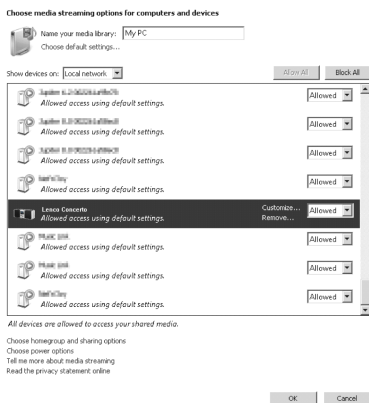 Choose media streaming options for computers and devices
Name your media library: My PC
Choose default settings...
Show devices on: Local network
Allow All
Block All
Allowed access using default settings.
Allowed
Allowed access using default settings.
Allowed
Allowed access using default settings.
Allowed
Allowed access using default settings.
Allowed
Lenco Concerto
Allowed access using default settings.
Customize...
Remove...
Allowed
Allowed access using default settings.
Allowed
Allowed access using default settings.
Allowed
Allowed access using default settings.
Allowed
All devices are allowed to access your shared media.
Choose homegroup and sharing options
Choose power options
Tell me more about media streaming
Read the privacy statement online
OK
Cancel